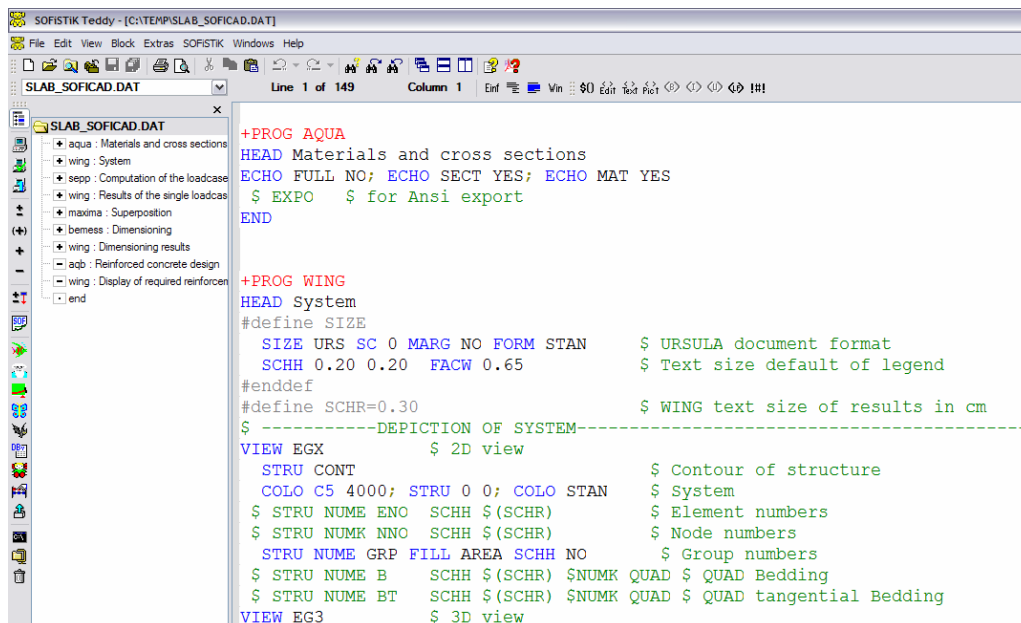 SOFiSTiK Teddy - [C:\TEMP\SLAB_SOFICAD.DAT]
File Edit View Block Extras SOFiSTiK Windows Help
SLAB_SOFICAD.DAT Line 1 of 149 Column 1 Einf Win $() Edit Text Pict <B> <I> <U> !#!
SLAB_SOFICAD.DAT
aqua : Materials and cross sections
wing : System
sepp : Computation of the loadcase
wing : Results of the single loadcas
maxima : Superposition
bemess : Dimensioning
wing : Dimensioning results
aqb : Reinforced concrete design
wing : Display of required reinforcen
end
+PROG AQUA
HEAD Materials and cross sections
ECHO FULL NO; ECHO SECT YES; ECHO MAT YES
$ EXPO $ for Ansi export
END
+PROG WING
HEAD System
#define SIZE
SIZE URS SC 0 MARG NO FORM STAN $ URSULA document format
SCHH 0.20 0.20 FACW 0.65 $ Text size default of legend
#enddef
#define SCHR=0.30 $ WING text size of results in cm
$ -----------DEPICTION OF SYSTEM-----------------------------------------
VIEW EGX $ 2D view
STRU CONT $ Contour of structure
COLO C5 4000; STRU 0 0; COLO STAN $ System
$ STRU NUME ENO SCHH $(SCHR) $ Element numbers
$ STRU NUMK NNO SCHH $(SCHR) $ Node numbers
STRU NUME GRP FILL AREA SCHH NO $ Group numbers
$ STRU NUME B SCHH $(SCHR) $NUMK QUAD $ QUAD Bedding
$ STRU NUME BT SCHH $(SCHR) $NUMK QUAD $ QUAD tangential Bedding
VIEW EG3 $ 3D view